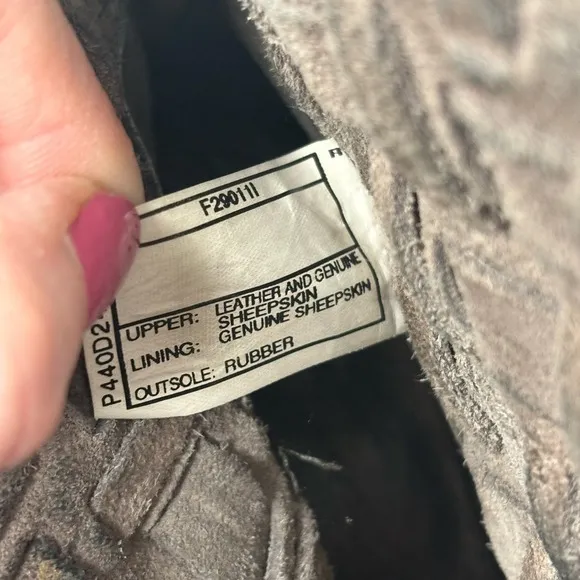 F29011I
UPPER: LEATHER AND GENUINE
SHEEPSKIN
LINING: GENUINE SHEEPSKIN
OUTSOLE: RUBBER
P440D2